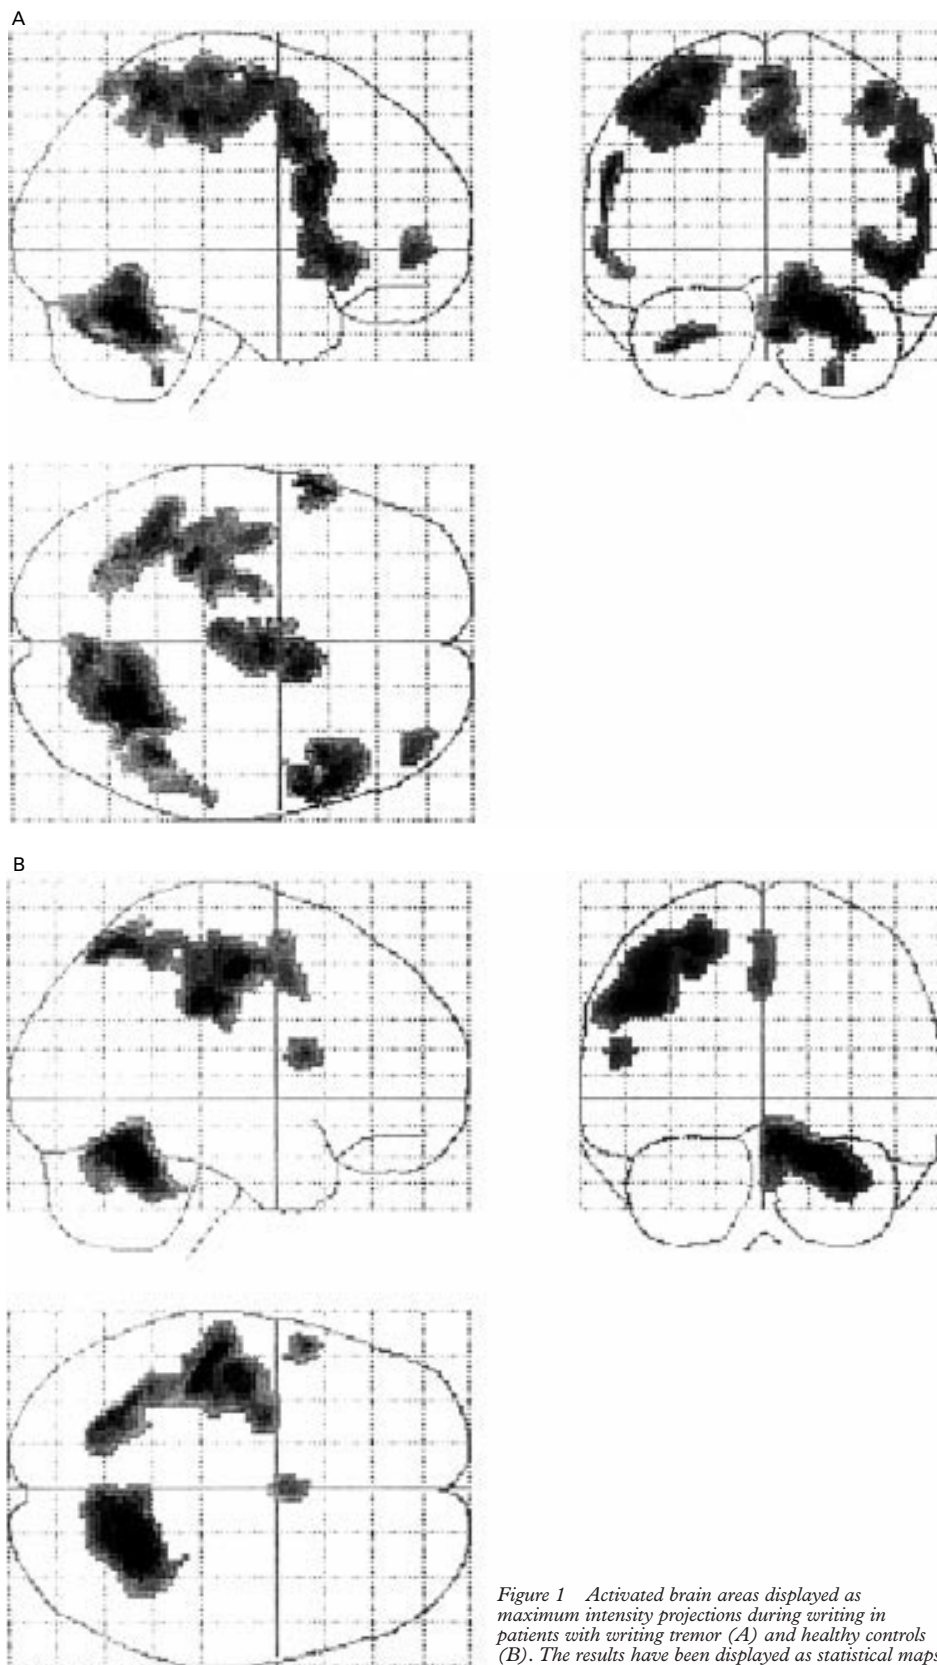 A
B
Figure 1 Activated brain areas displayed as
maximum intensity projections during writing in
patients with writing tremor (A) and healthy controls
(B). The results have been displayed as statistical maps